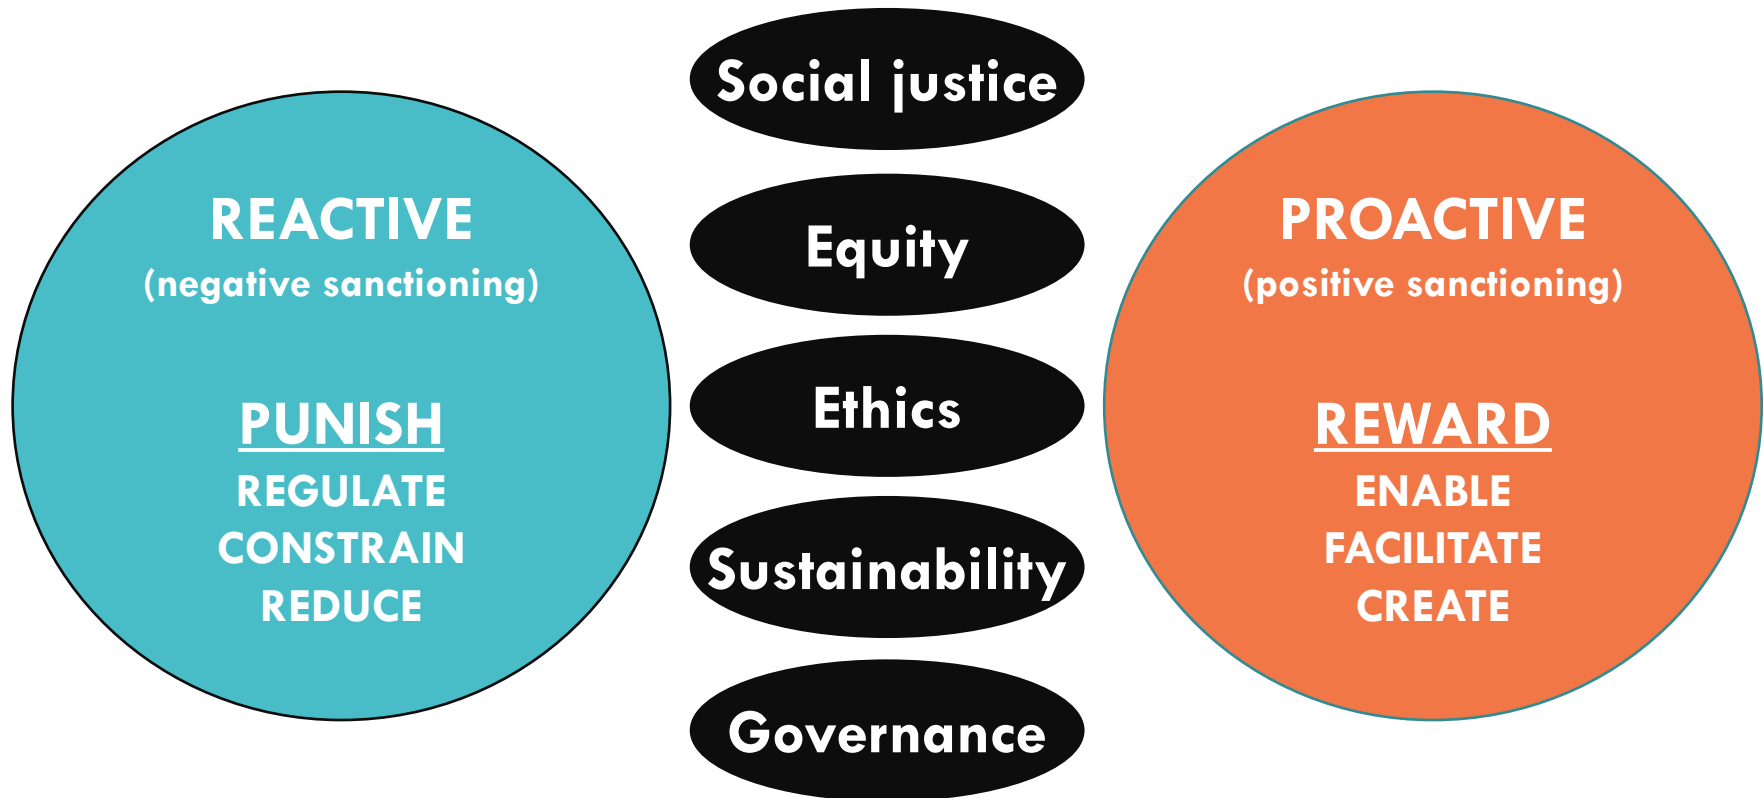 REACTIVE
(negative sanctioning)
PUNISH
REGULATE
CONSTRAIN
REDUCE
Social justice
Equity
Ethics
Sustainability
Governance
PROACTIVE
(positive sanctioning)
REWARD
ENABLE
FACILITATE
CREATE